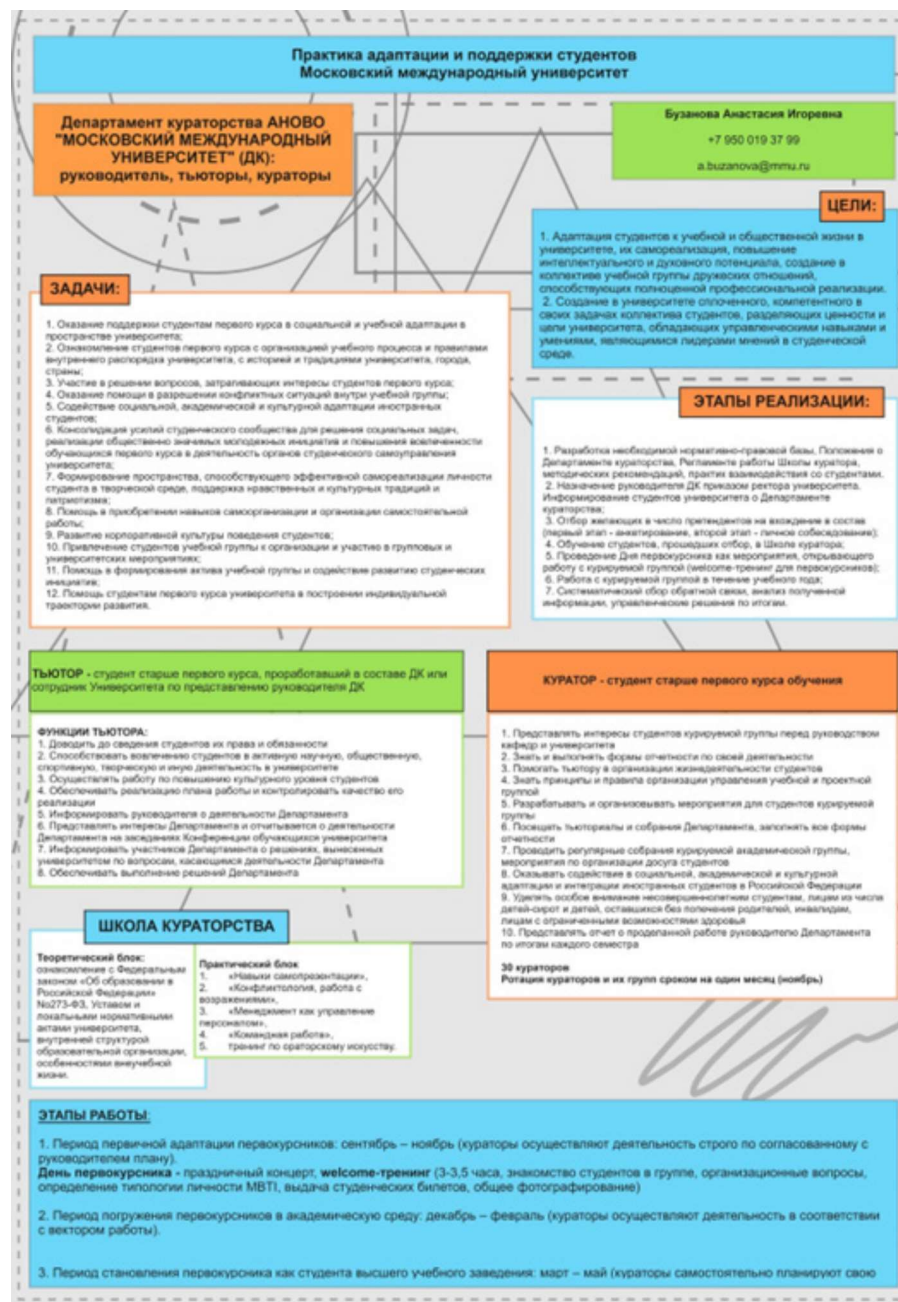 Практика адаптации и поддержки студентов
Московский международный университет
Департамент кураторства АНОВО
"МОСКОВСКИЙ МЕЖДУНАРОДНЫЙ
УНИВЕРСИТЕТ" (ДК):
руководитель, тьюторы, кураторы
Бузанова Анастасия Игоревна
+7 950 019 37 99
a.buzanova@mmu.ru
ЦЕЛИ:
1. Адаптация студентов к учебной и общественной жизни в
университете, их самореализация, повышение
интеллектуального и духовного потенциала, создание в
коллективе учебной группы дружеских отношений,
способствующих полноценной профессиональной реализации.
2. Создание в университете сплоченного, компетентного в
своих задачах коллектива студентов, разделяющих ценности и
цели университета, обладающих управленческими навыками и
умениями, являющимися лидерами мнений в студенческой
среде.
ЗАДАЧИ:
1. Оказание поддержки студентам первого курса в социальной и учебной адаптации в
пространстве университета;
2. Ознакомление студентов первого курса с организацией учебного процесса и правилами
внутреннего распорядка университета, с историей и традициями университета, города,
страны;
3. Участие в решении вопросов, затрагивающих интересы студентов первого курса;
4. Оказание помощи в разрешении конфликтных ситуаций внутри учебной группы;
5. Содействие социальной, академической и культурной адаптации иностранных
студентов;
6. Консолидация усилий студенческого сообщества для решения социальных задач,
реализации общественно значимых молодежных инициатив и повышения вовлеченности
обучающихся первого курса в деятельность органов студенческого самоуправления
университета;
7. Формирование пространства, способствующего эффективной самореализации личности
студента в творческой среде, поддержка нравственных и культурных традиций и
патриотизма;
8. Помощь в приобретении навыков самоорганизации и организации самостоятельной
работы;
9. Развитие корпоративной культуры поведения студентов;
10. Привлечение студентов учебной группы к организации и участию в групповых и
университетских мероприятиях;
11. Помощь в формирования актива учебной группы и содействие развитию студенческих
инициатив;
12. Помощь студентам первого курса университета в построении индивидуальной
траектории развития.
ЭТАПЫ РЕАЛИЗАЦИИ:
1. Разработка необходимой нормативно-правовой базы, Положения о
Департаменте кураторства, Регламенте работы Школы куратора,
методических рекомендаций, практик взаимодействия со студентами.
2. Назначение руководителя ДК приказом ректора университета.
Информирование студентов университета о Департаменте
кураторства;
3. Отбор желающих в число претендентов на вхождение в состав
(первый этап - анкетирование, второй этап - личное собеседование);
4. Обучение студентов, прошедших отбор, в Школе куратора;
5. Проведение Дня первокурсника как мероприятия, открывающего
работу с курируемой группой (welcome-тренинг для первокурсников);
6. Работа с курируемой группой в течение учебного года;
7. Систематический сбор обратной связи, анализ полученной
информации, управленческие решения по итогам.
ТЬЮТОР - студент старше первого курса, проработавший в составе ДК или
сотрудник Университета по представлению руководителя ДК
ФУНКЦИИ ТЬЮТОРА:
1. Доводить до сведения студентов их права и обязанности
2. Способствовать вовлечению студентов в активную научную, общественную,
спортивную, творческую и иную деятельность в университете
3. Осуществлять работу по повышению культурного уровня студентов
4. Обеспечивать реализацию плана работы и контролировать качество его
реализации
5. Информировать руководителя о деятельности Департамента
6. Представлять интересы Департамента и отчитывается о деятельности
Департамента на заседаниях Конференции обучающихся университета
7. Информировать участников Департамента о решениях, вынесенных
университетом по вопросам, касающимся деятельности Департамента
8. Обеспечивать выполнение решений Департамента
КУРАТОР - студент старше первого курса обучения
1. Представлять интересы студентов курируемой группы перед руководством
кафедр и университета
2. Знать и выполнять формы отчетности по своей деятельности
3. Помогать тьютору в организации жизнедеятельности студентов
4. Знать принципы и правила организации управления учебной и проектной
группой
5. Разрабатывать и организовывать мероприятия для студентов курируемой
группы
6. Посещать тьюториалы и собрания Департамента, заполнять все формы
отчетности
7. Проводить регулярные собрания курируемой академической группы,
мероприятия по организации досуга студентов
8. Оказывать содействие в социальной, академической и культурной
адаптации и интеграции иностранных студентов в Российской Федерации
9. Уделять особое внимание несовершеннолетним студентам, лицам из числа
детей-сирот и детей, оставшихся без попечения родителей, инвалидам,
лицам с ограниченными возможностями здоровья
10. Представлять отчет о проделанной работе руководителю Департамента
по итогам каждого семестра
30 кураторов
Ротация кураторов и их групп сроком на один месяц (ноябрь)
ШКОЛА КУРАТОРСТВА
Теоретический блок:
ознакомление с Федеральным
законом «Об образовании в
Российской Федерации»
No273-ФЗ, Уставом и
локальными нормативными
актами университета,
внутренней структурой
образовательной организации,
особенностями внеучебной
жизни.
Практический блок
1. «Навыки самопрезентации»,
2. «Конфликтология, работа с
возражениями»,
3. «Менеджмент как управление
персоналом»,
4. «Командная работа»,
5. тренинг по ораторскому искусству.
ЭТАПЫ РАБОТЫ:
1. Период первичной адаптации первокурсников: сентябрь – ноябрь (кураторы осуществляют деятельность строго по согласованному с
руководителем плану).
День первокурсника - праздничный концерт, welcome-тренинг (3-3,5 часа, знакомство студентов в группе, организационные вопросы,
определение типологии личности MBTI, выдача студенческих билетов, общее фотографирование)
2. Период погружения первокурсников в академическую среду: декабрь – февраль (кураторы осуществляют деятельность в соответствии
с вектором работы).
3. Период становления первокурсника как студента высшего учебного заведения: март – май (кураторы самостоятельно планируют свою